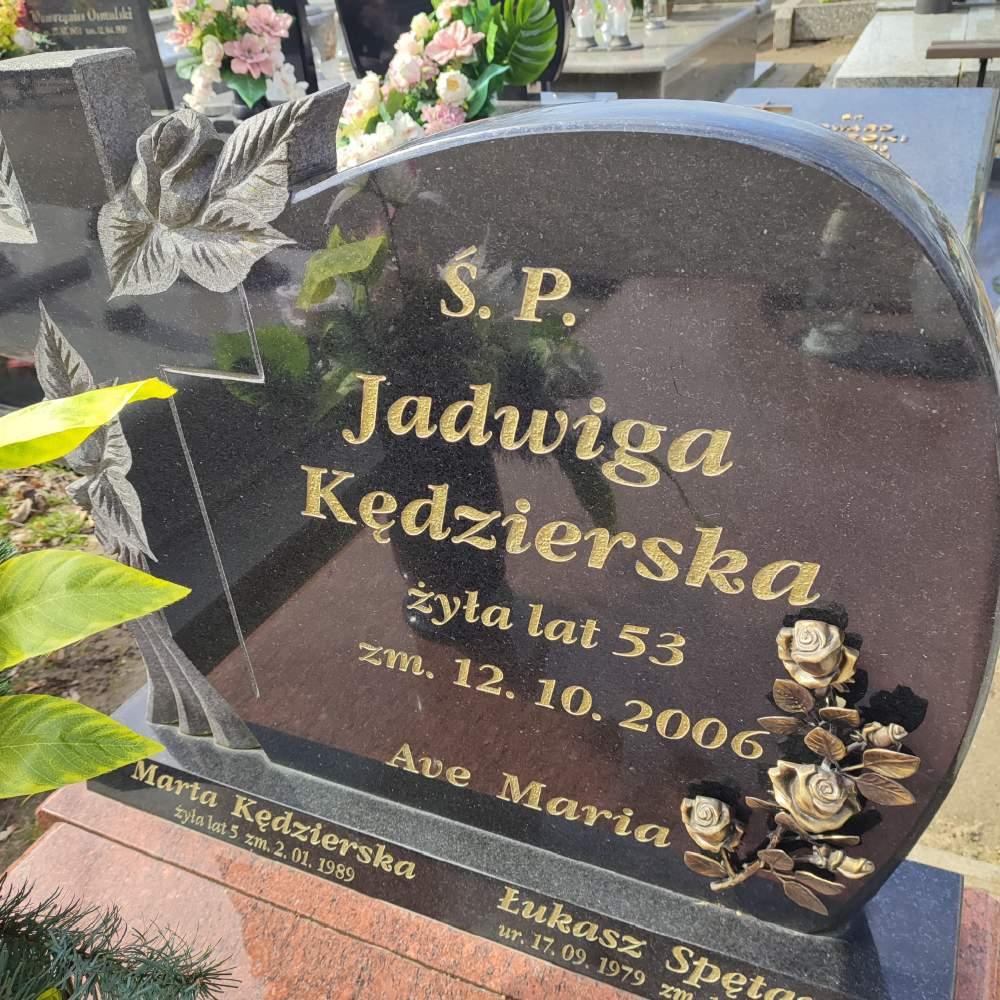 Ś. P.
Jadwiga
Kędzierska
żyła lat 53
zm. 12. 10. 2006
Ave Maria
Marta Kędzierska
żyła lat 5 zm. 2. 01. 1989
Łukasz
ur. 17. 09. 1979 zm.